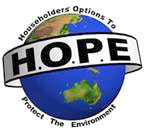 Householders' Options To
H.O.P.E
Protect The Environment